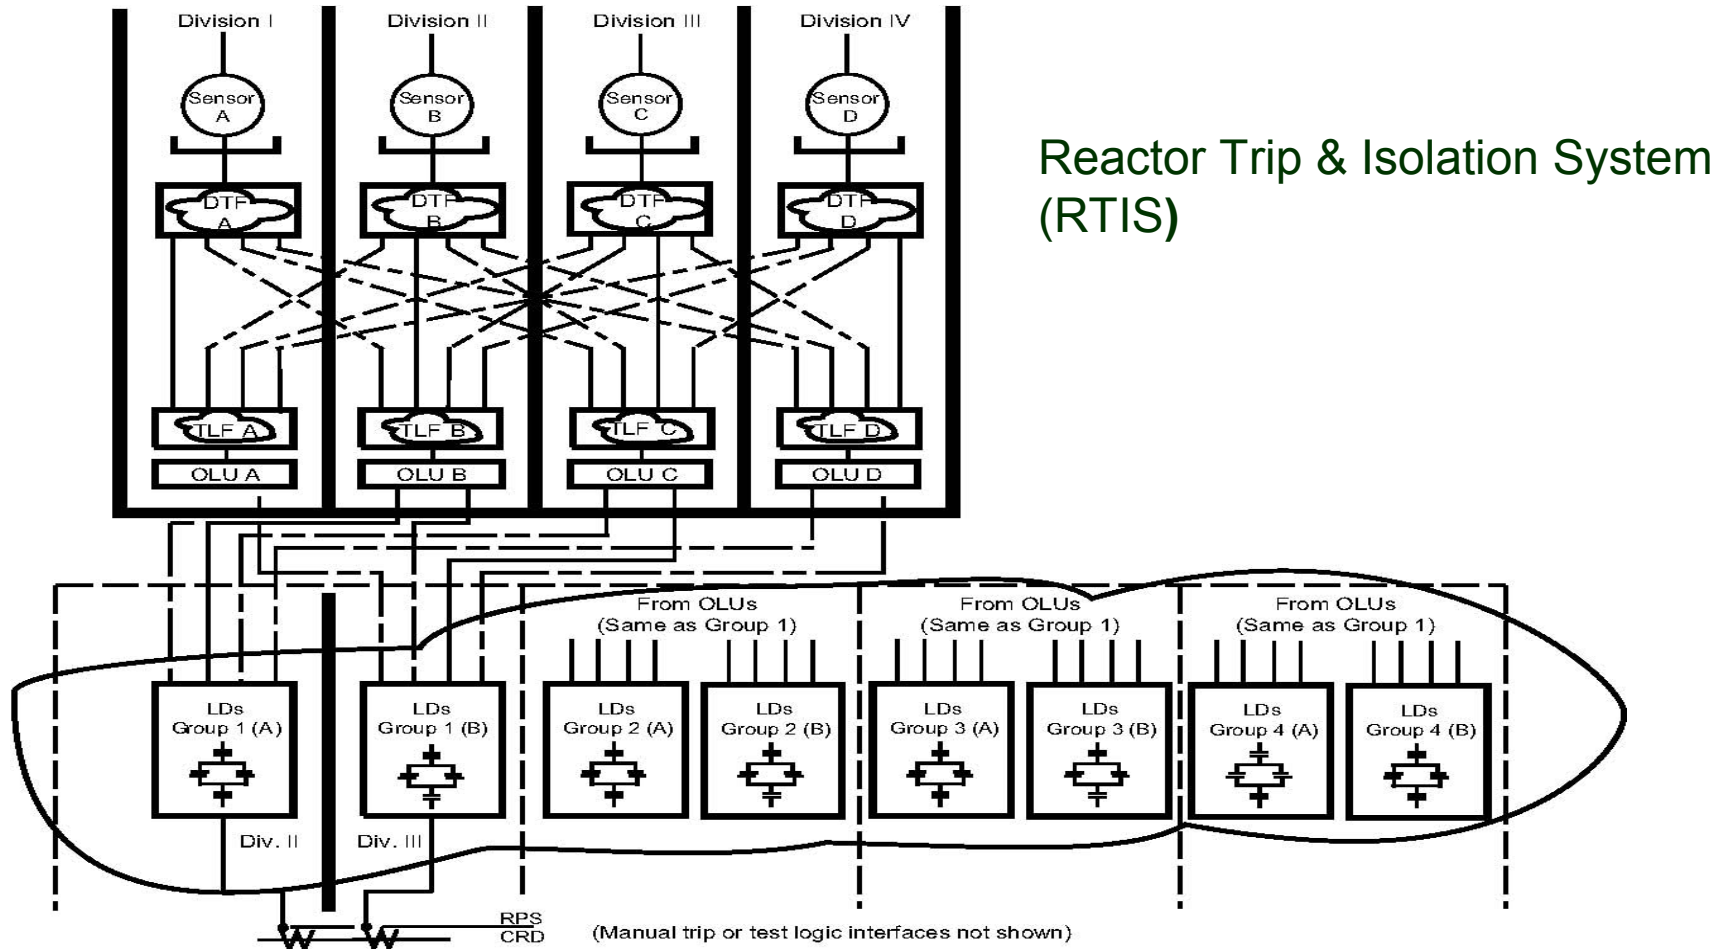 Division I
Division II
Division III
Division IV
Sensor
A
Sensor
B
Sensor
C
Sensor
D
Reactor Trip & Isolation System
(RTIS)
DTF
A
DTF
B
DTF
C
DTF
D
TLF A
TLF B
TLF C
TLF D
OLU A
OLU B
OLU C
OLU D
From OLUs
(Same as Group 1)
From OLUs
(Same as Group 1)
From OLUs
(Same as Group 1)
LDs
Group 1 (A)
LDs
Group 1 (B)
LDs
Group 2 (A)
LDs
Group 2 (B)
LDs
Group 3 (A)
LDs
Group 3 (B)
LDs
Group 4 (A)
LDs
Group 4 (B)
Div. II
Div. III
RPS
CRD
(Manual trip or test logic interfaces not shown)